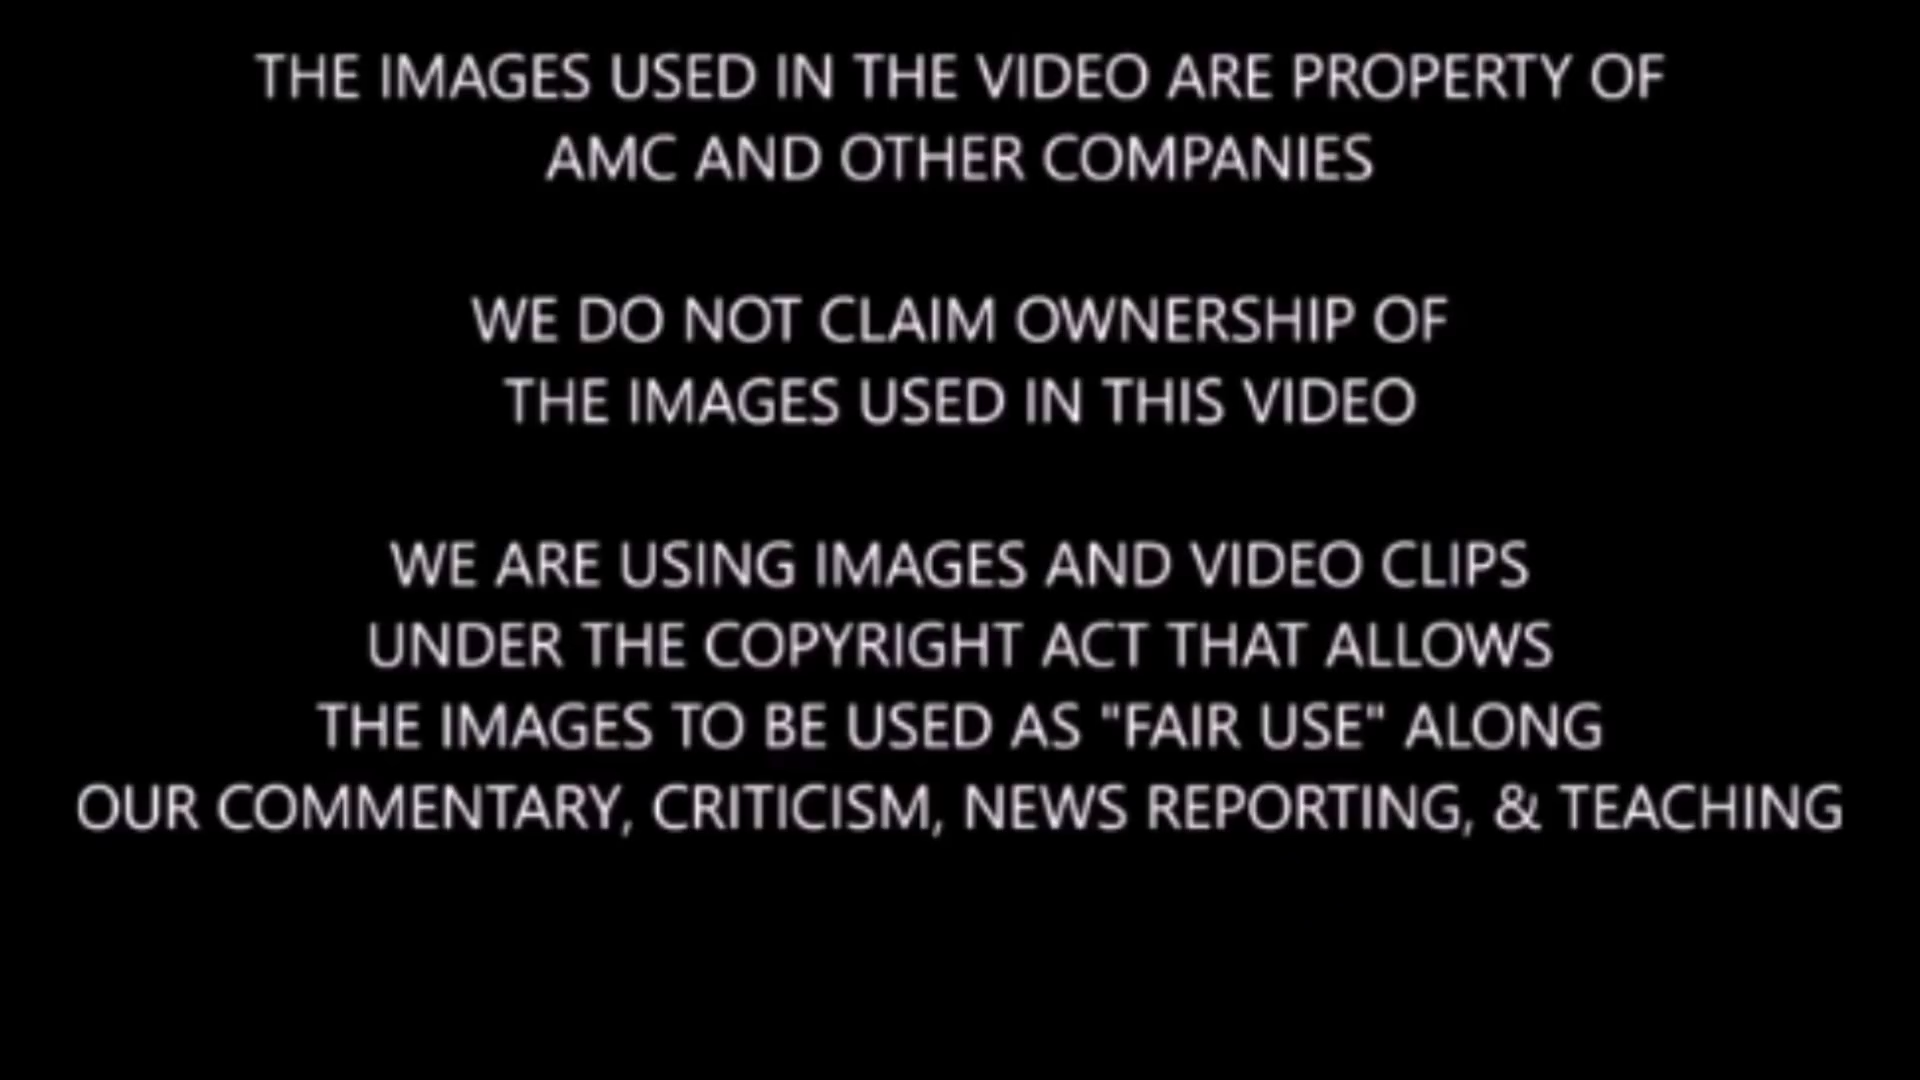 THE IMAGES USED IN THE VIDEO ARE PROPERTY OF
AMC AND OTHER COMPANIES
WE DO NOT CLAIM OWNERSHIP OF
THE IMAGES USED IN THIS VIDEO
WE ARE USING IMAGES AND VIDEO CLIPS
UNDER THE COPYRIGHT ACT THAT ALLOWS
THE IMAGES TO BE USED AS "FAIR USE" ALONG
OUR COMMENTARY, CRITICISM, NEWS REPORTING, & TEACHING